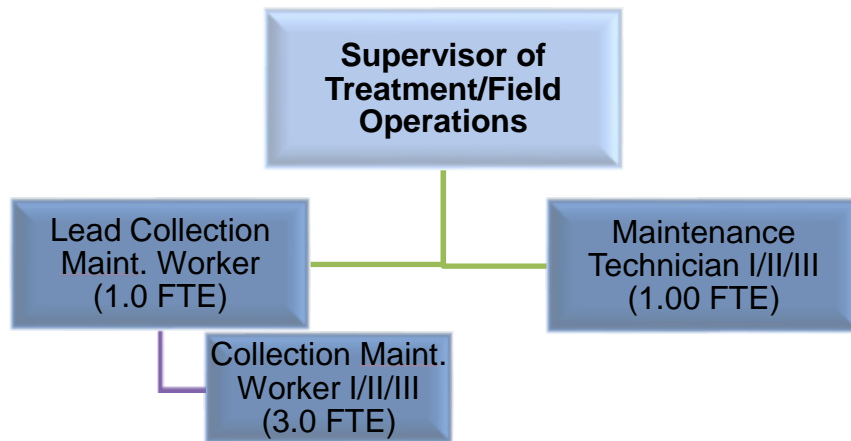 Supervisor of
Treatment/Field
Operations
Lead Collection
Maint. Worker
(1.0 FTE)
Maintenance
Technician I/II/III
(1.00 FTE)
Collection Maint.
Worker I/II/III
(3.0 FTE)